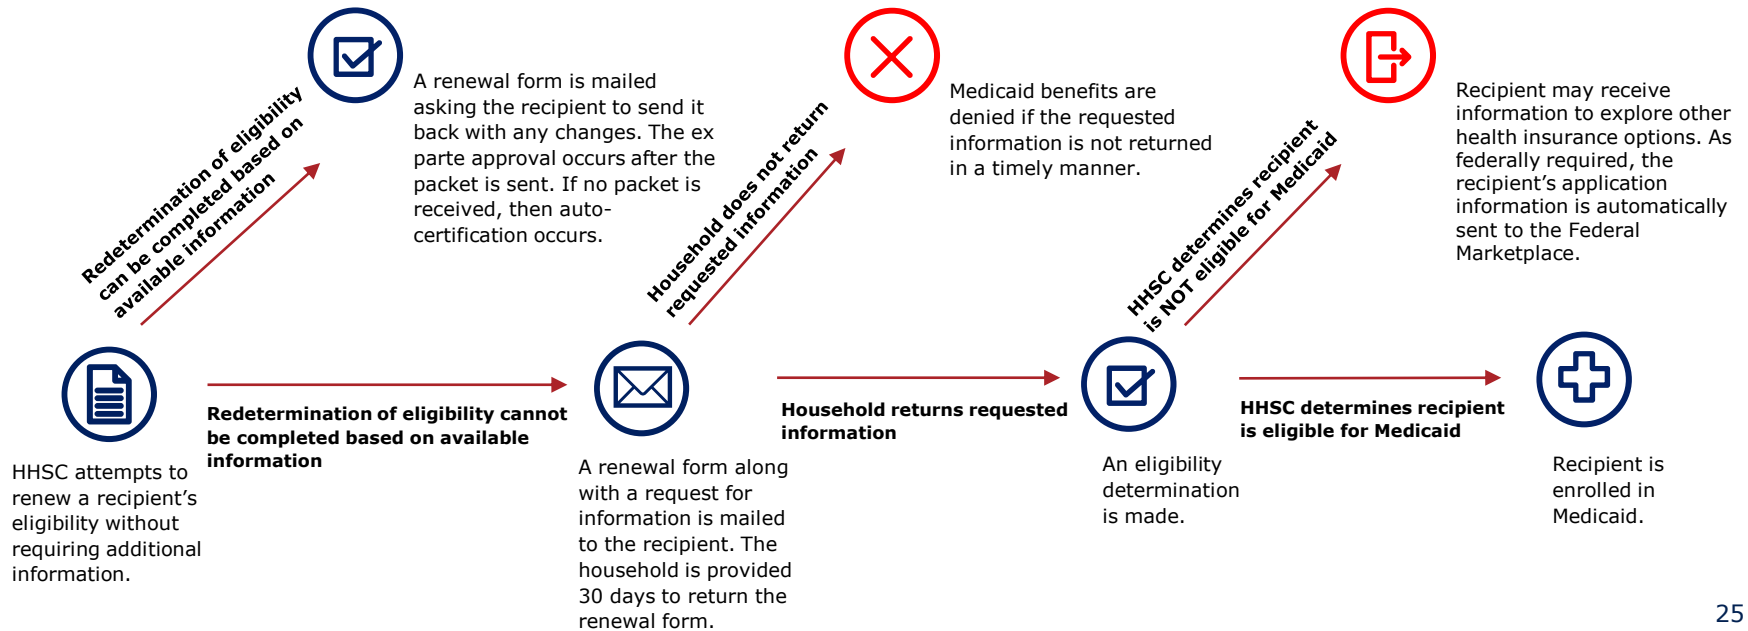 Redetermination of eligibility
can be completed based on
available information
A renewal form is mailed
asking the recipient to send it
back with any changes. The ex
parte approval occurs after the
packet is sent. If no packet is
received, then auto-
certification occurs.
Household does not return
requested information
Medicaid benefits are
denied if the requested
information is not returned
in a timely manner.
HHSC determines recipient
is NOT eligible for Medicaid
Recipient may receive
information to explore other
health insurance options. As
federally required, the
recipient’s application
information is automatically
sent to the Federal
Marketplace.
HHSC attempts to
renew a recipient’s
eligibility without
requiring additional
information.
Redetermination of eligibility cannot
be completed based on available
information
A renewal form along
with a request for
information is mailed
to the recipient. The
household is provided
30 days to return the
renewal form.
Household returns requested
information
An eligibility
determination
is made.
HHSC determines recipient
is eligible for Medicaid
Recipient is
enrolled in
Medicaid.
25